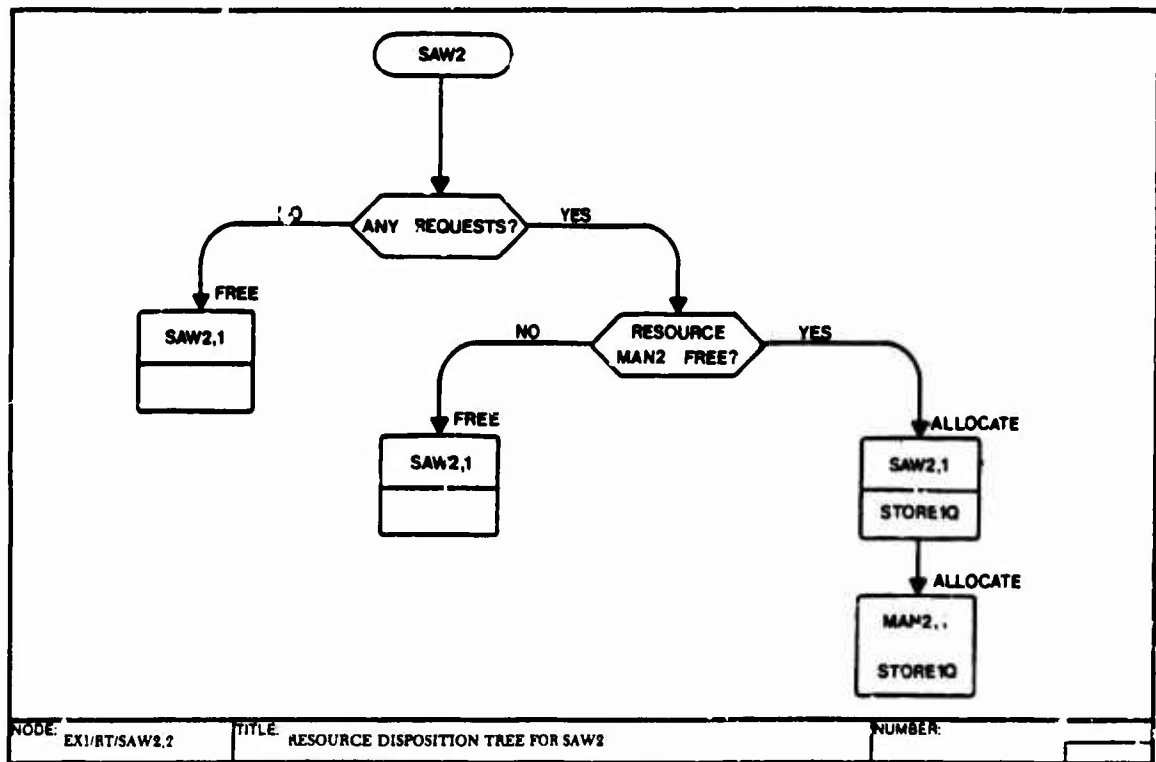 SAW2
ANY REQUESTS?
YES
FREE
SAW2,1
RESOURCE
MAN2 FREE?
NO
YES
FREE
SAW2,1
ALLOCATE
SAW2,1
STORE1Q
ALLOCATE
STORE1Q
NODE: EX1/RT/SAW2,2
TITLE: RESOURCE DISPOSITION TREE FOR SAW2
NUMBER: